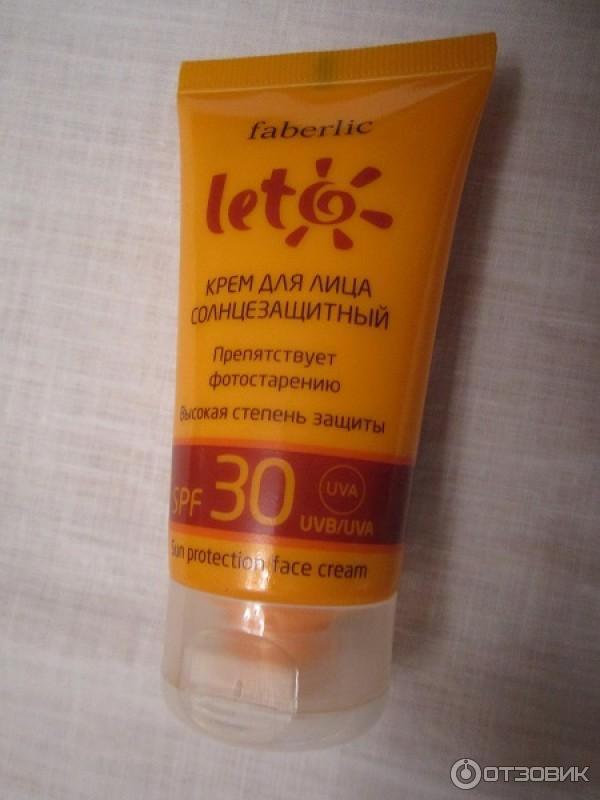 faberlic
leto
КРЕМ ДЛЯ ЛИЦА
СОЛНЦЕЗАЩИТНЫЙ
Препятствует
фотостарению
Высокая степень защиты
SPF 30 UVA
UVB/UVA
Sun protection face cream
ОТЗОВИК